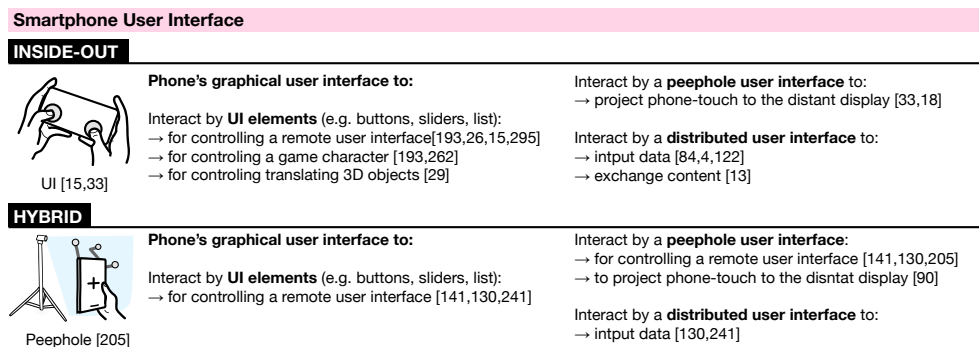 Smartphone User Interface
INSIDE-OUT
UI [15,33]
Phone's graphical user interface to:
Interact by UI elements (e.g. buttons, sliders, list):
→ for controlling a remote user interface[193,26,15,295]
→ for controling a game character [193,262]
→ for controling translating 3D objects [29]
Interact by a peephole user interface to:
→ project phone-touch to the distant display [33,18]
Interact by a distributed user interface to:
→ intput data [84,4,122]
→ exchange content [13]
HYBRID
Peephole [205]
Phone's graphical user interface to:
Interact by UI elements (e.g. buttons, sliders, list):
→ for controlling a remote user interface [141,130,241]
Interact by a peephole user interface:
→ for controlling a remote user interface [141,130,205]
→ to project phone-touch to the disntat display [90]
Interact by a distributed user interface to:
→ intput data [130,241]